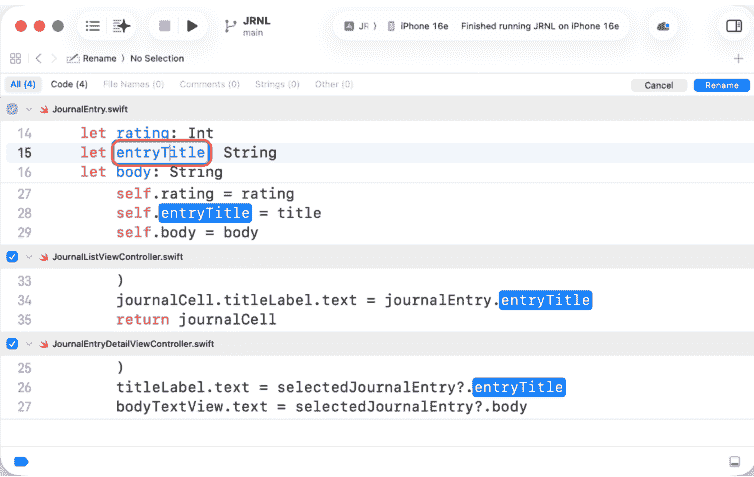 JRNL
main
JR 〉 iPhone 16e Finished running JRNL on iPhone 16e
Rename 〉 No Selection
All (4) Code (4) File Names (0) Comments (0) Strings (0) Other (0) Cancel Rename
JournalEntry.swift
14 let rating: Int
15 let entryTitle String
16 let body: String
27 self.rating = rating
28 self.entryTitle = title
29 self.body = body
JournalListViewController.swift
33 )
34 journalCell.titleLabel.text = journalEntry.entryTitle
35 return journalCell
JournalEntryDetailViewController.swift
25 )
26 titleLabel.text = selectedJournalEntry?.entryTitle
27 bodyTextView.text = selectedJournalEntry?.body